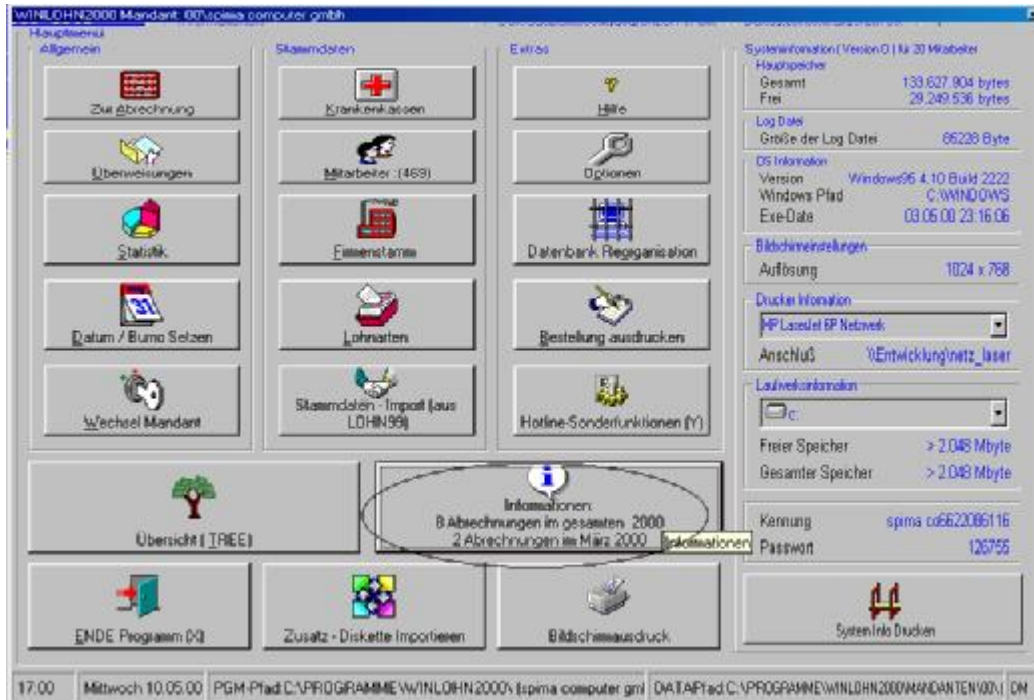 WINLOHN2000 Mandant: 00\spima computer gmbh
Hauptmenü
Allgemein
Zur Abrechnung
Überweisungen
Statistik
Datum / Büro Setzen
Wechsel Mandant
Stammdaten
Krankenkassen
Mitarbeiter :(469)
Firmenstamm
Lohnarten
Stammdaten - Import (aus
LOHN99)
Extras
Hilfe
Optionen
Datenbank Regiganisation
Bestellung ausdrucken
Hotline-Sonderfunktionen (Y)
Übersicht ( TREE)
Informationen:
8 Abrechnungen im gesamten 2000
2 Abrechnungen im März 2000
Informationen
ENDE Programm (X)
Zusatz - Diskette Importieren
Bildschirmausdruck
Systeminformation ( Version 0 ) für 20 Mitarbeiter
Hauptspeicher
Gesamt 133.627.904 bytes
Frei 29.249.536 bytes
Log Datei
Größe der Log Datei 65228 Byte
OS Information
Version Windows95 4.10 Build 2222
Windows Pfad C:\WINDOWS
Exe-Date 03.05.00 23:16:06
Bildschirmeinstellungen
Auflösung 1024 x 768
Drucker Information
HP LaserJet 6P Netzwerk
Anschluß \\Entwicklung\netz_laser
Laufwerksinformation
C:
Freier Speicher > 2.048 Mbyte
Gesamter Speicher > 2.048 Mbyte
Kennung spima cd6622086116
Passwort 126755
System Info Drucken
17:00 Mittwoch 10.05.00 PGM-Pfad:C:\PROGRAMME\WINLOHN2000\ (spima computer gml DATAPfad:C:\PROGRAMME\WINLOHN2000\MANDANTEN\00\